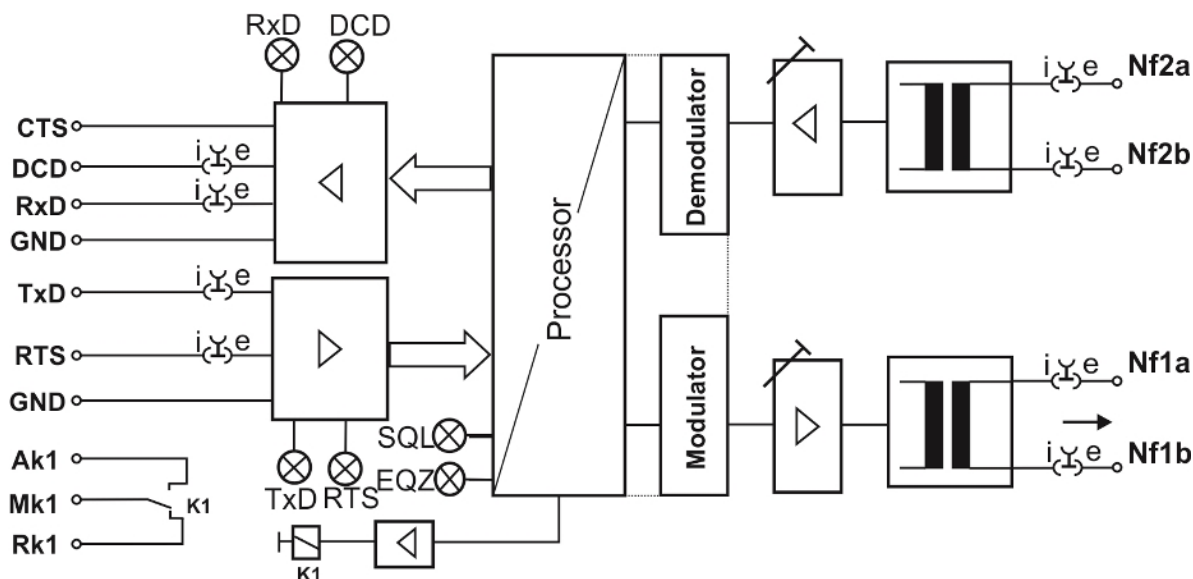 RxD DCD
CTS
i e
DCD
i e
RxD
GND
i e
TxD
i e
RTS
GND
TxD RTS
SQL
EQZ
Ak1
Mk1
K1
Rk1
K1
Processor
Demodulator
Modulator
i e Nf2a
i e Nf2b
i e Nf1a
i e Nf1b